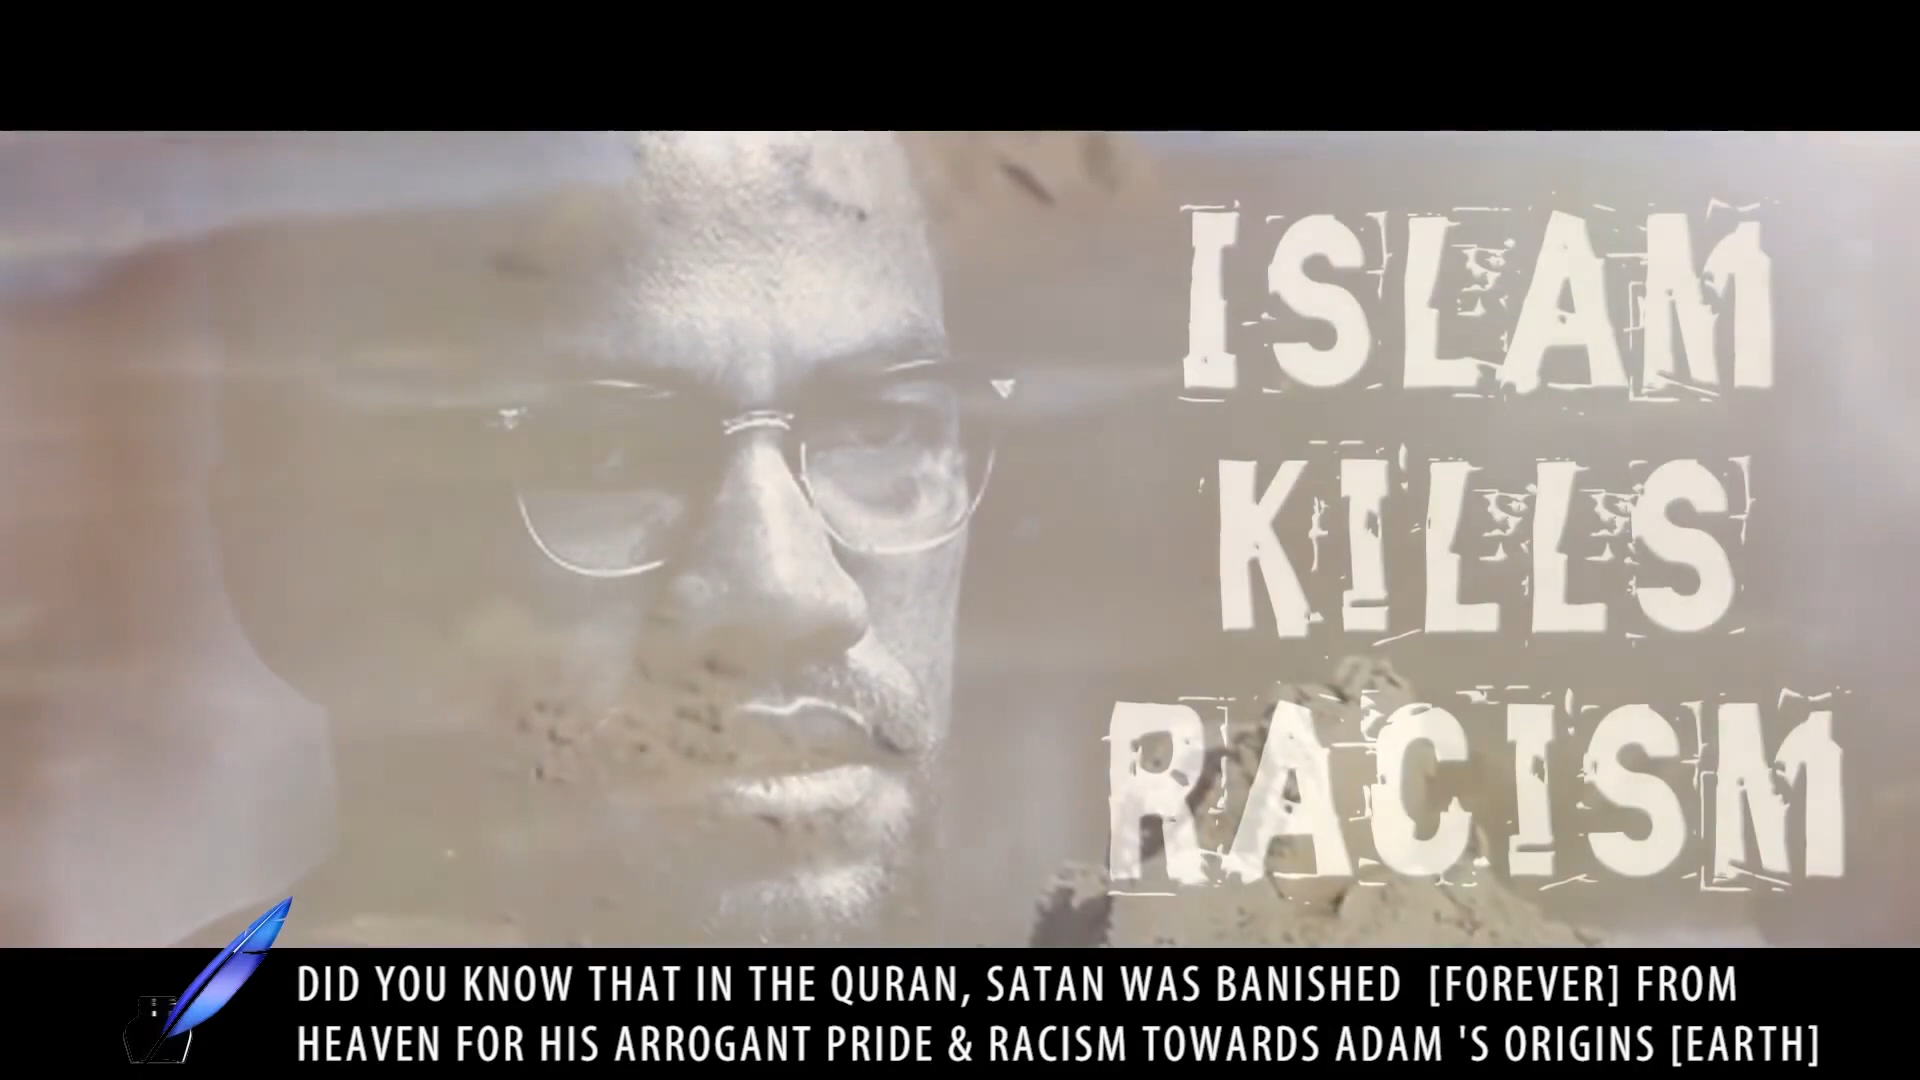 ISLAM
KILLS
RACISM
DID YOU KNOW THAT IN THE QURAN, SATAN WAS BANISHED [FOREVER] FROM
HEAVEN FOR HIS ARROGANT PRIDE & RACISM TOWARDS ADAM 'S ORIGINS [EARTH]